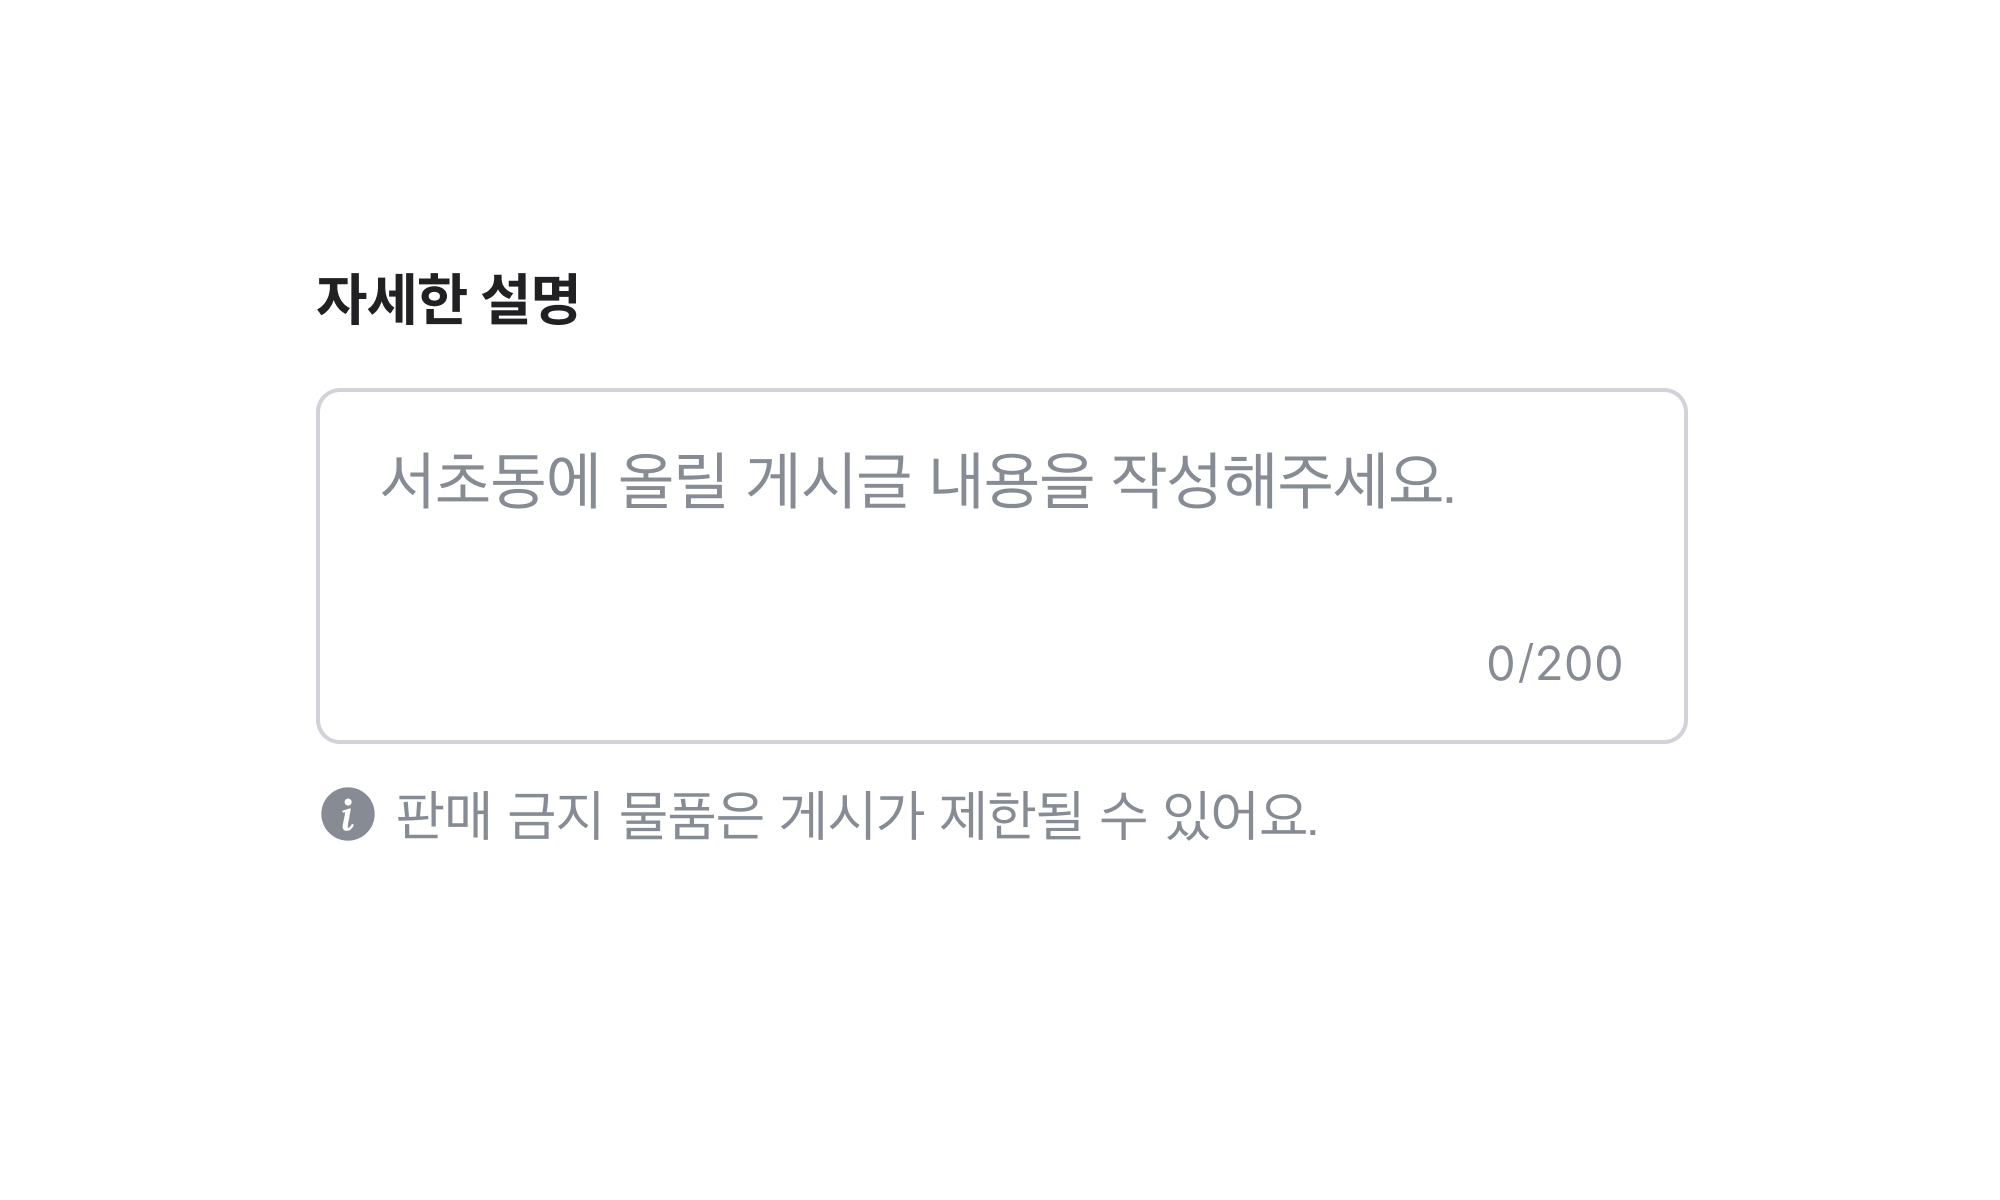 자세한 설명
서초동에 올릴 게시글 내용을 작성해주세요.
0/200
판매 금지 물품은 게시가 제한될 수 있어요.